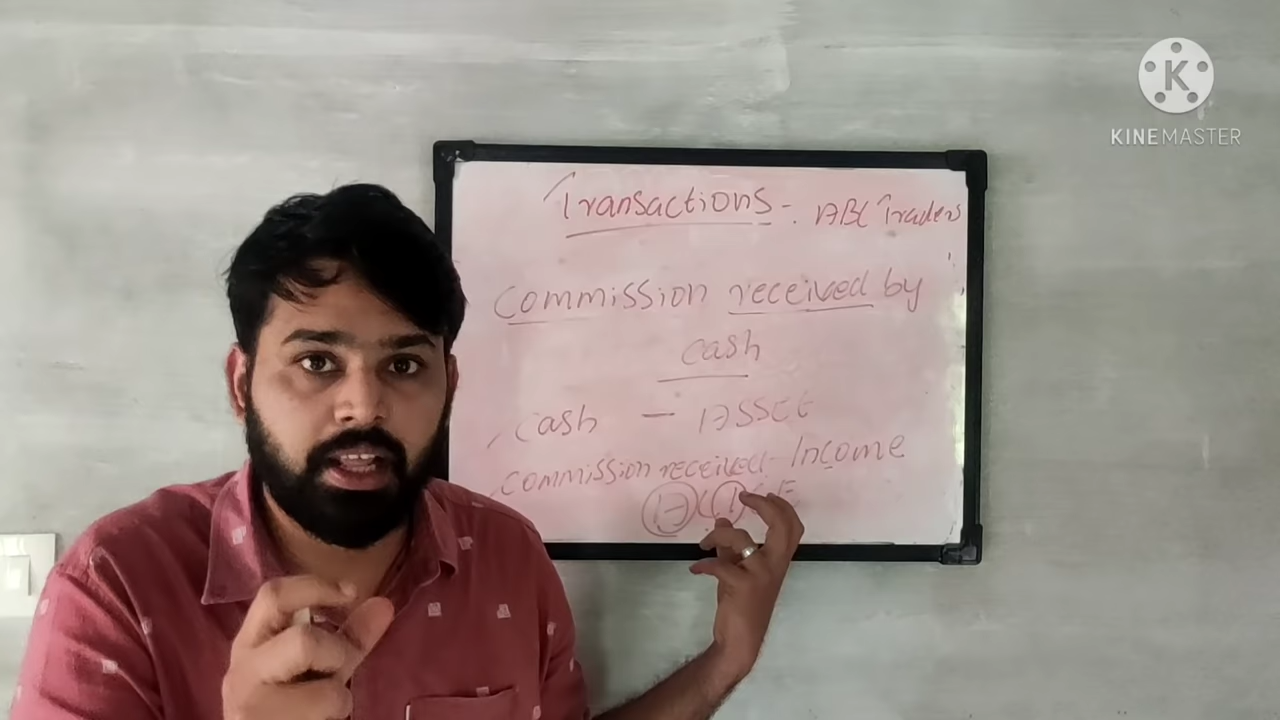 Transactions - : ABC Traders
Commission received by
cash
cash — Asset
commission received - Income
KINEMASTER